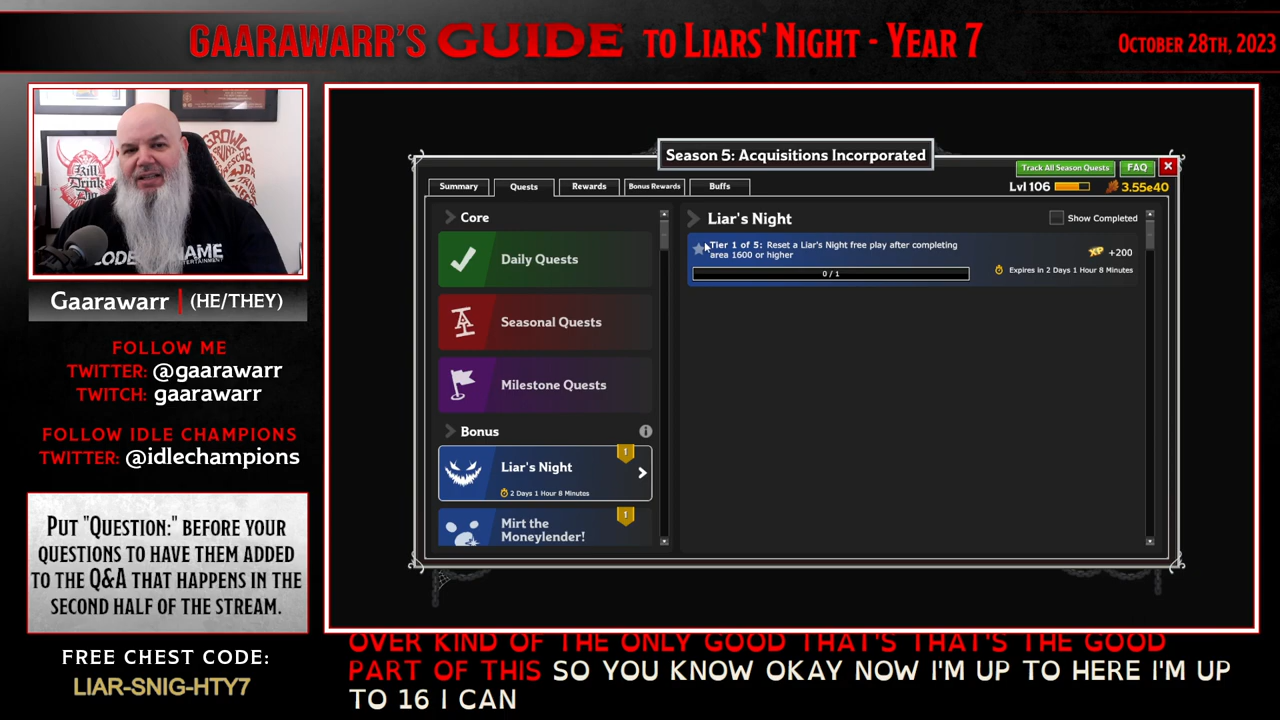 GAARAWARR'S GUIDE TO LIARS' NIGHT - YEAR 7
OCTOBER 28TH, 2023
Kill
Drink
CODENAME
ENTERTAINMENT
Gaarawarr | (HE/THEY)
FOLLOW ME
TWITTER: @gaarawarr
TWITCH: gaarawarr
FOLLOW IDLE CHAMPIONS
TWITTER: @idlechampions
PUT "QUESTION:" BEFORE YOUR
QUESTIONS TO HAVE THEM ADDED
TO THE Q&A THAT HAPPENS IN THE
SECOND HALF OF THE STREAM.
FREE CHEST CODE:
LIAR-SNIG-HTY7
Season 5: Acquisitions Incorporated
Track All Season Quests
FAQ
Summary
Quests
Rewards
Bonus Rewards
Buffs
Lvl 106
3.55e40
Core
Daily Quests
Seasonal Quests
Milestone Quests
Bonus
1
Liar's Night
2 Days 1 Hour 8 Minutes
1
Mirt the
Moneylender!
Liar's Night
Show Completed
Tier 1 of 5: Reset a Liar's Night free play after completing
area 1600 or higher
XP +200
0 / 1
Expires in 2 Days 1 Hour 8 Minutes
OVER KIND OF THE ONLY GOOD THAT'S THAT'S THE GOOD
PART OF THIS SO YOU KNOW OKAY NOW I'M UP TO HERE I'M UP
TO 16 I CAN